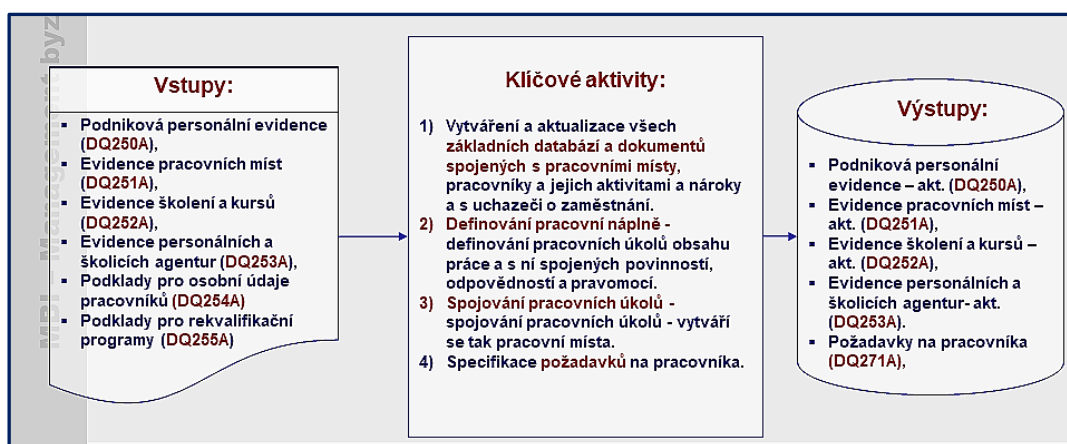 MBI – Management byz
Vstupy:
▪ Podniková personální evidence
(DQ250A),
▪ Evidence pracovních míst
(DQ251A),
▪ Evidence školení a kursů
(DQ252A),
▪ Evidence personálních a
školicích agentur (DQ253A),
▪ Podklady pro osobní údaje
pracovníků (DQ254A)
▪ Podklady pro rekvalifikační
programy (DQ255A)
Klíčové aktivity:
1) Vytváření a aktualizace všech
základních databází a dokumentů
spojených s pracovními místy,
pracovníky a jejich aktivitami a nároky
a s uchazeči o zaměstnání.
2) Definování pracovní náplně -
definování pracovních úkolů obsahu
práce a s ní spojených povinností,
odpovědností a pravomocí.
3) Spojování pracovních úkolů -
spojování pracovních úkolů - vytváří
se tak pracovní místa.
4) Specifikace požadavků na pracovníka.
Výstupy:
▪ Podniková personální
evidence – akt. (DQ250A),
▪ Evidence pracovních míst –
akt. (DQ251A),
▪ Evidence školení a kursů –
akt. (DQ252A),
▪ Evidence personálních a
školicích agentur- akt.
(DQ253A).
▪ Požadavky na pracovníka
(DQ271A),